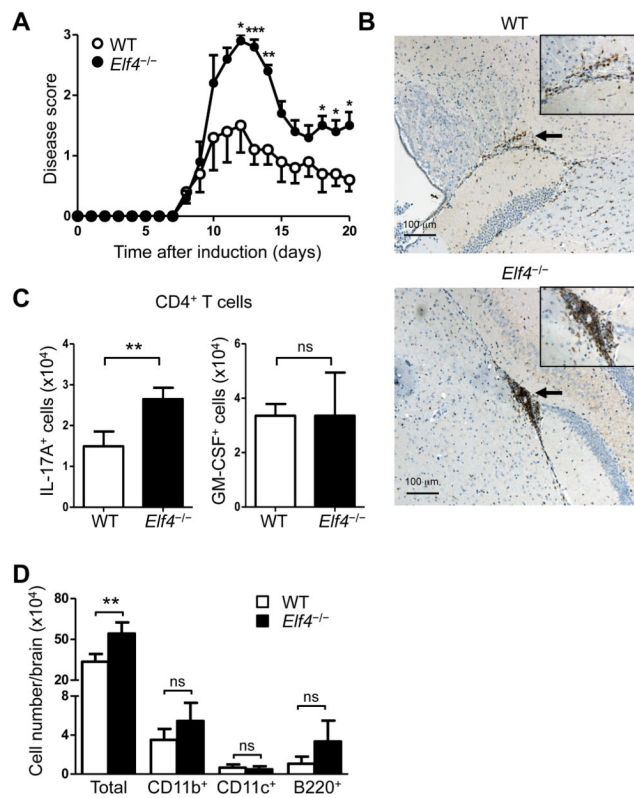 A
WT
Elf4⁻/⁻
Disease score
3
2
1
0
* *** ** * * *
0 5 10 15 20
Time after induction (days)
B
WT
100 μm
Elf4⁻/⁻
100 μm
C
CD4⁺ T cells
IL-17A⁺ cells (x10⁴)
4
3
2
1
0
**
WT Elf4⁻/⁻
GM-CSF⁺ cells (x10⁴)
6
4
2
0
ns
WT Elf4⁻/⁻
D
WT
Elf4⁻/⁻
Cell number/brain (x10⁴)
80
50
20
8
4
0
**
ns
ns
ns
Total CD11b⁺ CD11c⁺ B220⁺